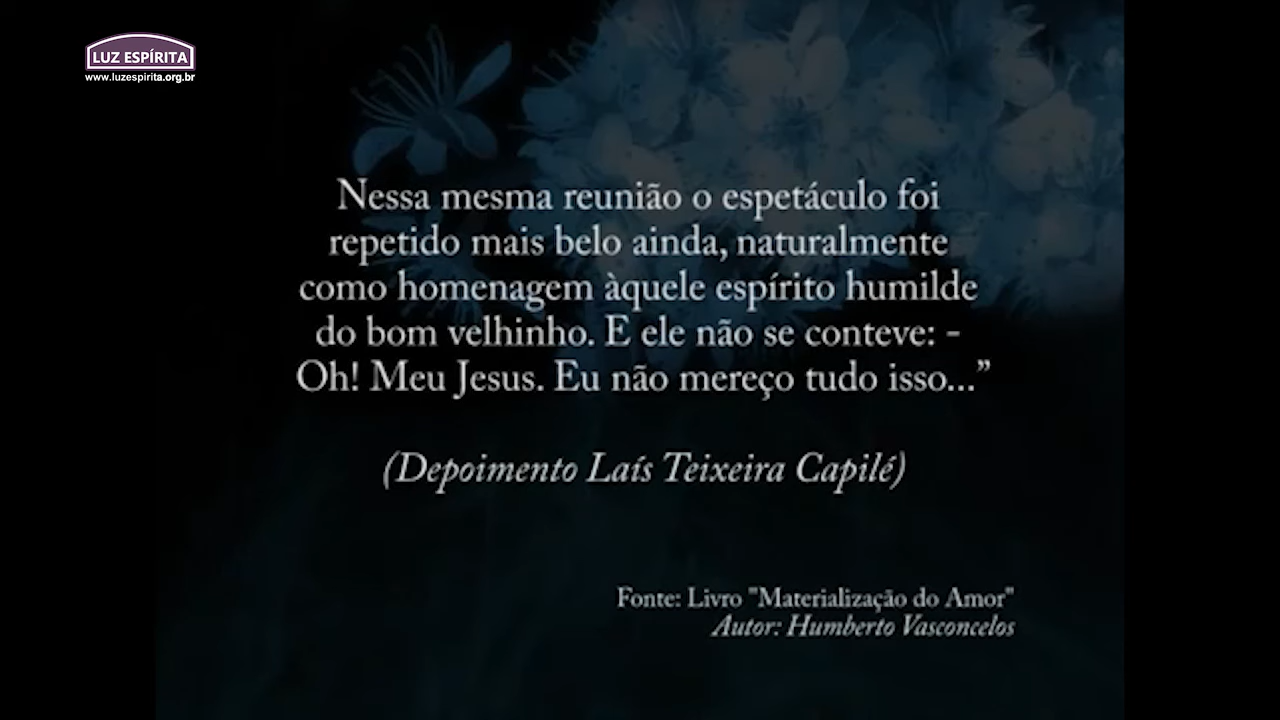 LUZ ESPÍRITA
www.luzespírita.org.br
Nessa mesma reunião o espetáculo foi
repetido mais belo ainda, naturalmente
como homenagem àquele espírito humilde
do bom velhinho. E ele não se conteve: -
Oh! Meu Jesus. Eu não mereço tudo isso...”
(Depoimento Laís Teixeira Capilé)
Fonte: Livro "Materialização do Amor"
Autor: Humberto Vasconcelos